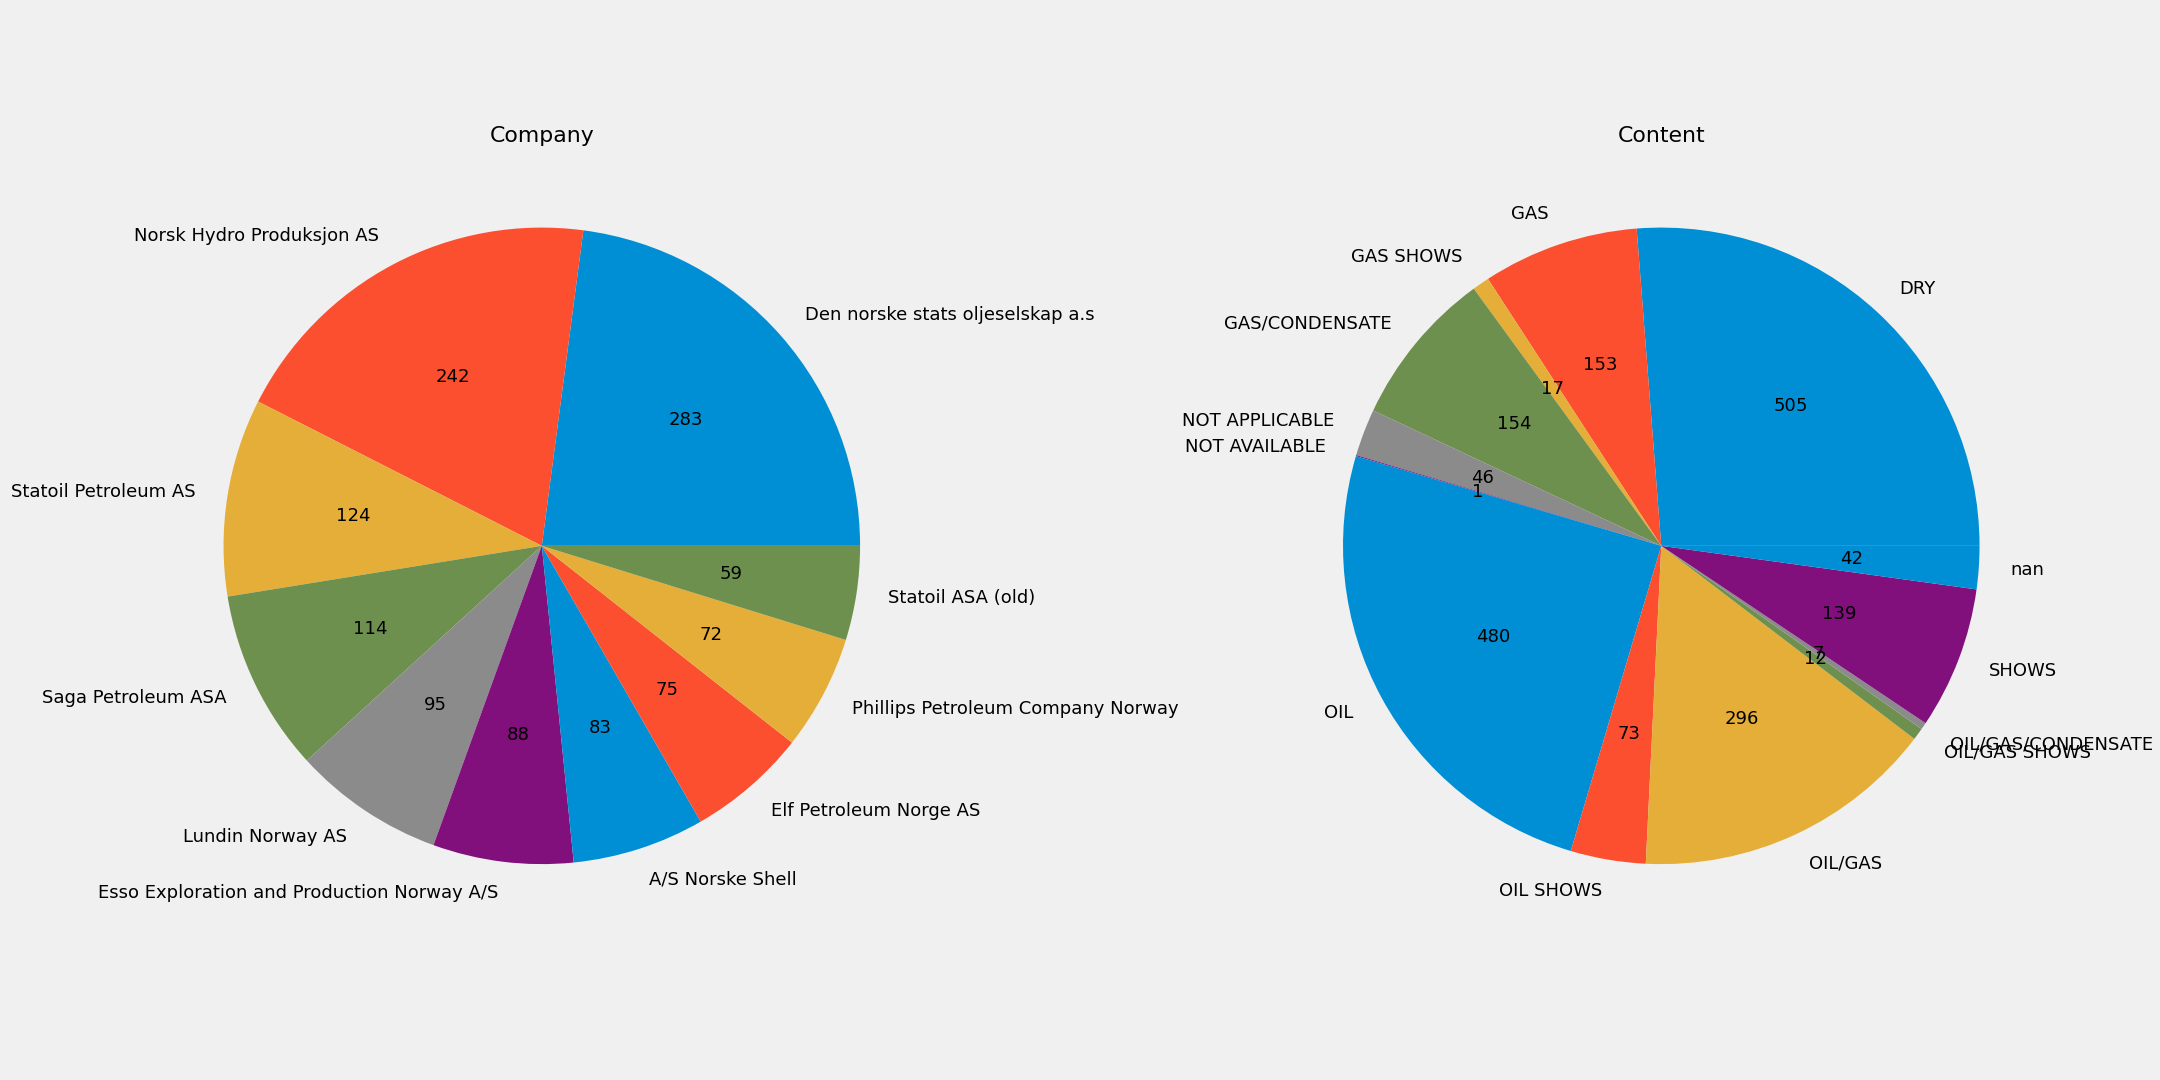 Company
Norsk Hydro Produksjon AS
Den norske stats oljeselskap a.s
242
283
Statoil Petroleum AS
124
59
Statoil ASA (old)
114
72
Saga Petroleum ASA
95
88
83
75
Phillips Petroleum Company Norway
Elf Petroleum Norge AS
Lundin Norway AS
Esso Exploration and Production Norway A/S
A/S Norske Shell
Content
GAS
GAS SHOWS
DRY
GAS/CONDENSATE
153
17
505
154
NOT APPLICABLE
NOT AVAILABLE
46
1
42
nan
139
480
7
12
SHOWS
OIL
73
296
OIL/GAS/CONDENSATE
OIL/GAS SHOWS
OIL/GAS
OIL SHOWS